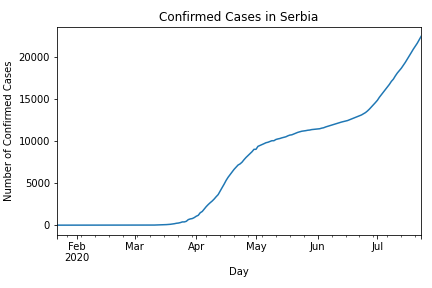 Confirmed Cases in Serbia
Number of Confirmed Cases
20000
15000
10000
5000
0
Feb Mar Apr May Jun Jul
2020
Day